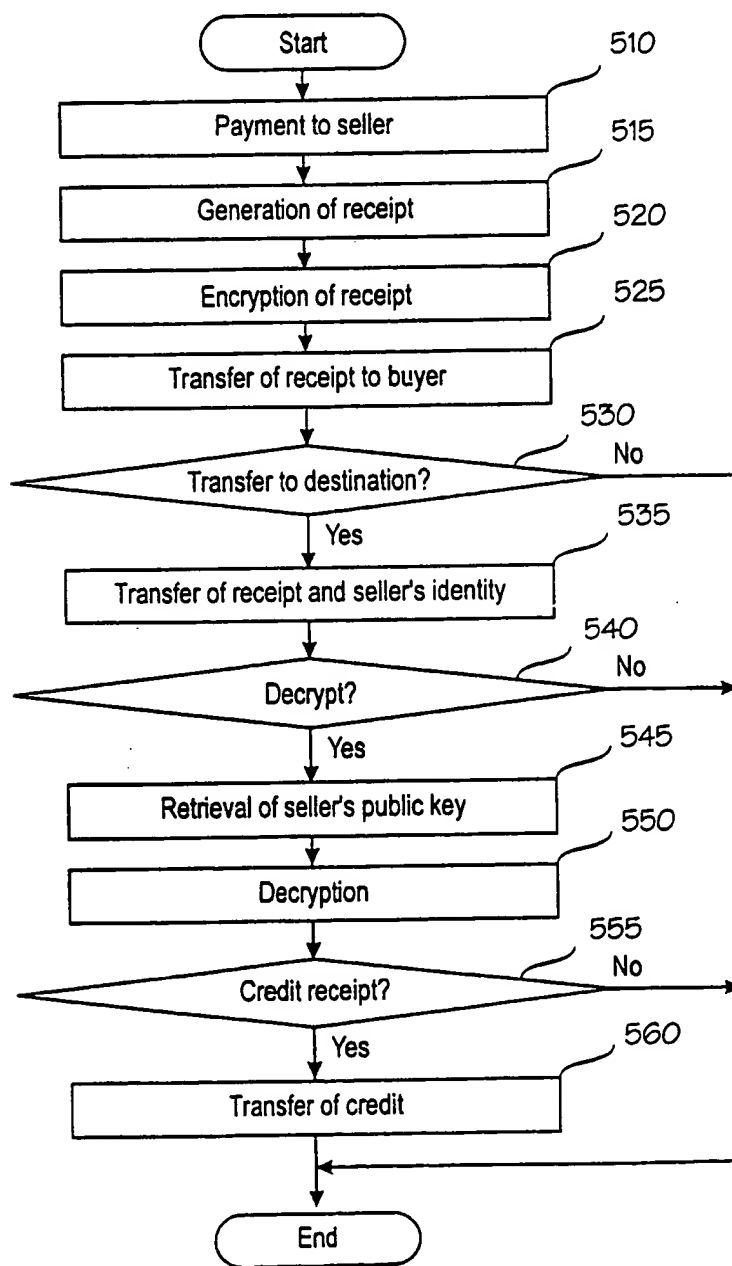 Start
510
Payment to seller
515
Generation of receipt
520
Encryption of receipt
525
Transfer of receipt to buyer
530
Transfer to destination?
No
Yes
535
Transfer of receipt and seller's identity
540
Decrypt?
No
Yes
545
Retrieval of seller's public key
550
Decryption
555
Credit receipt?
No
Yes
560
Transfer of credit
End